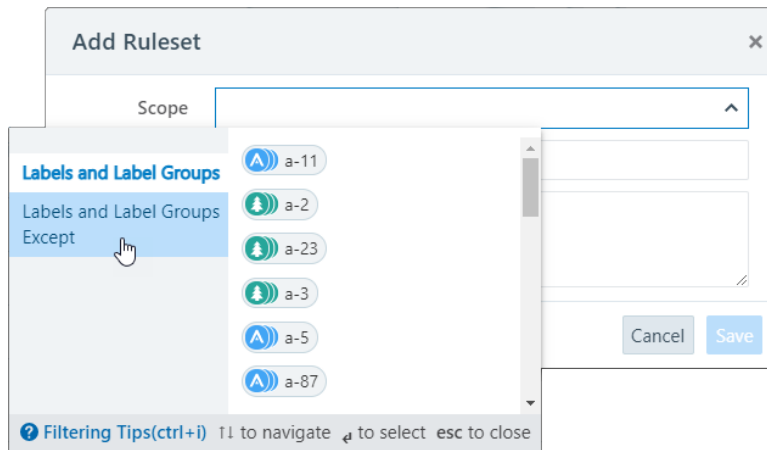 Add Ruleset
×
Scope
Labels and Label Groups
Labels and Label Groups
Except
a-11
a-2
a-23
a-3
a-5
a-87
Cancel
Save
Filtering Tips(ctrl+i) ↑↓ to navigate ↲ to select esc to close